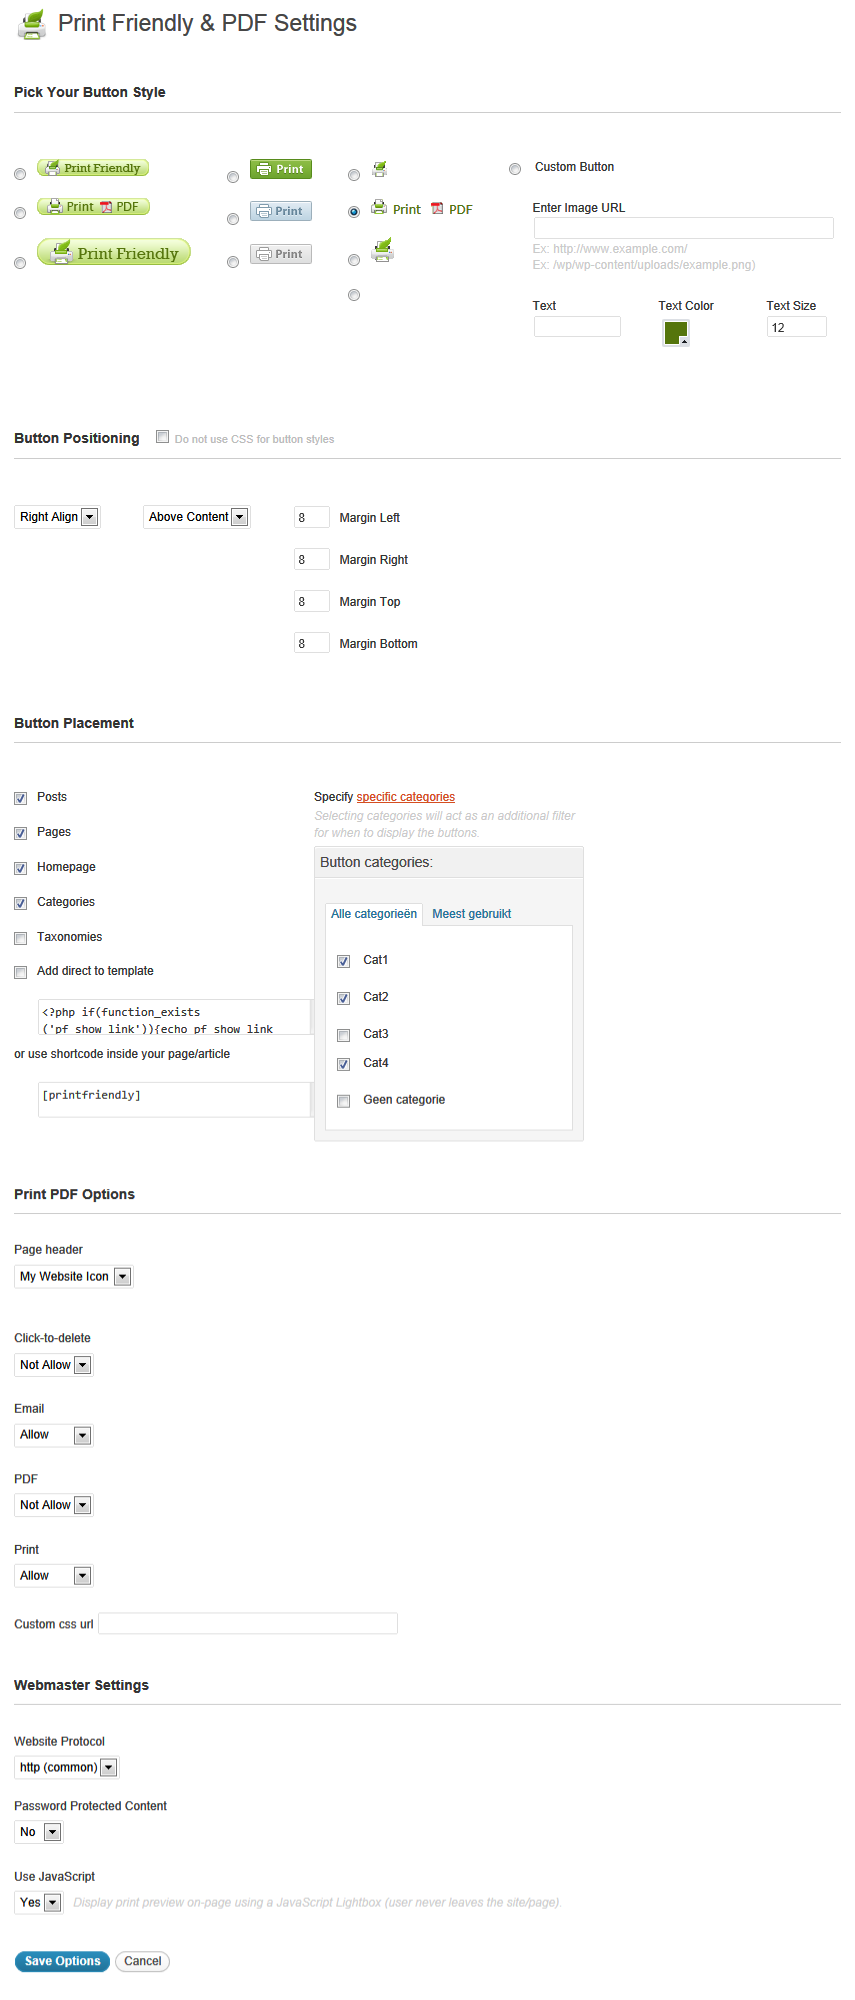 Print Friendly & PDF Settings
Pick Your Button Style
Print Friendly
Print PDF
Print Friendly
Print
Print
Print
Print PDF
Custom Button
Enter Image URL
Ex: http://www.example.com/
Ex: /wp/wp-content/uploads/example.png)
Text Text Color Text Size
12
Button Positioning Do not use CSS for button styles
Right Align Above Content 8 Margin Left
8 Margin Right
8 Margin Top
8 Margin Bottom
Button Placement
Posts
Pages
Homepage
Categories
Taxonomies
Add direct to template
<?php if(function_exists
('pf_show_link')){echo pf_show_link
or use shortcode inside your page/article
[printfriendly]
Specify specific categories
Selecting categories will act as an additional filter
for when to display the buttons.
Button categories:
Alle categorieën Meest gebruikt
Cat1
Cat2
Cat3
Cat4
Geen categorie
Print PDF Options
Page header
My Website Icon
Click-to-delete
Not Allow
Email
Allow
PDF
Not Allow
Print
Allow
Custom css url
Webmaster Settings
Website Protocol
http (common)
Password Protected Content
No
Use JavaScript
Yes Display print preview on-page using a JavaScript Lightbox (user never leaves the site/page).
Save Options Cancel